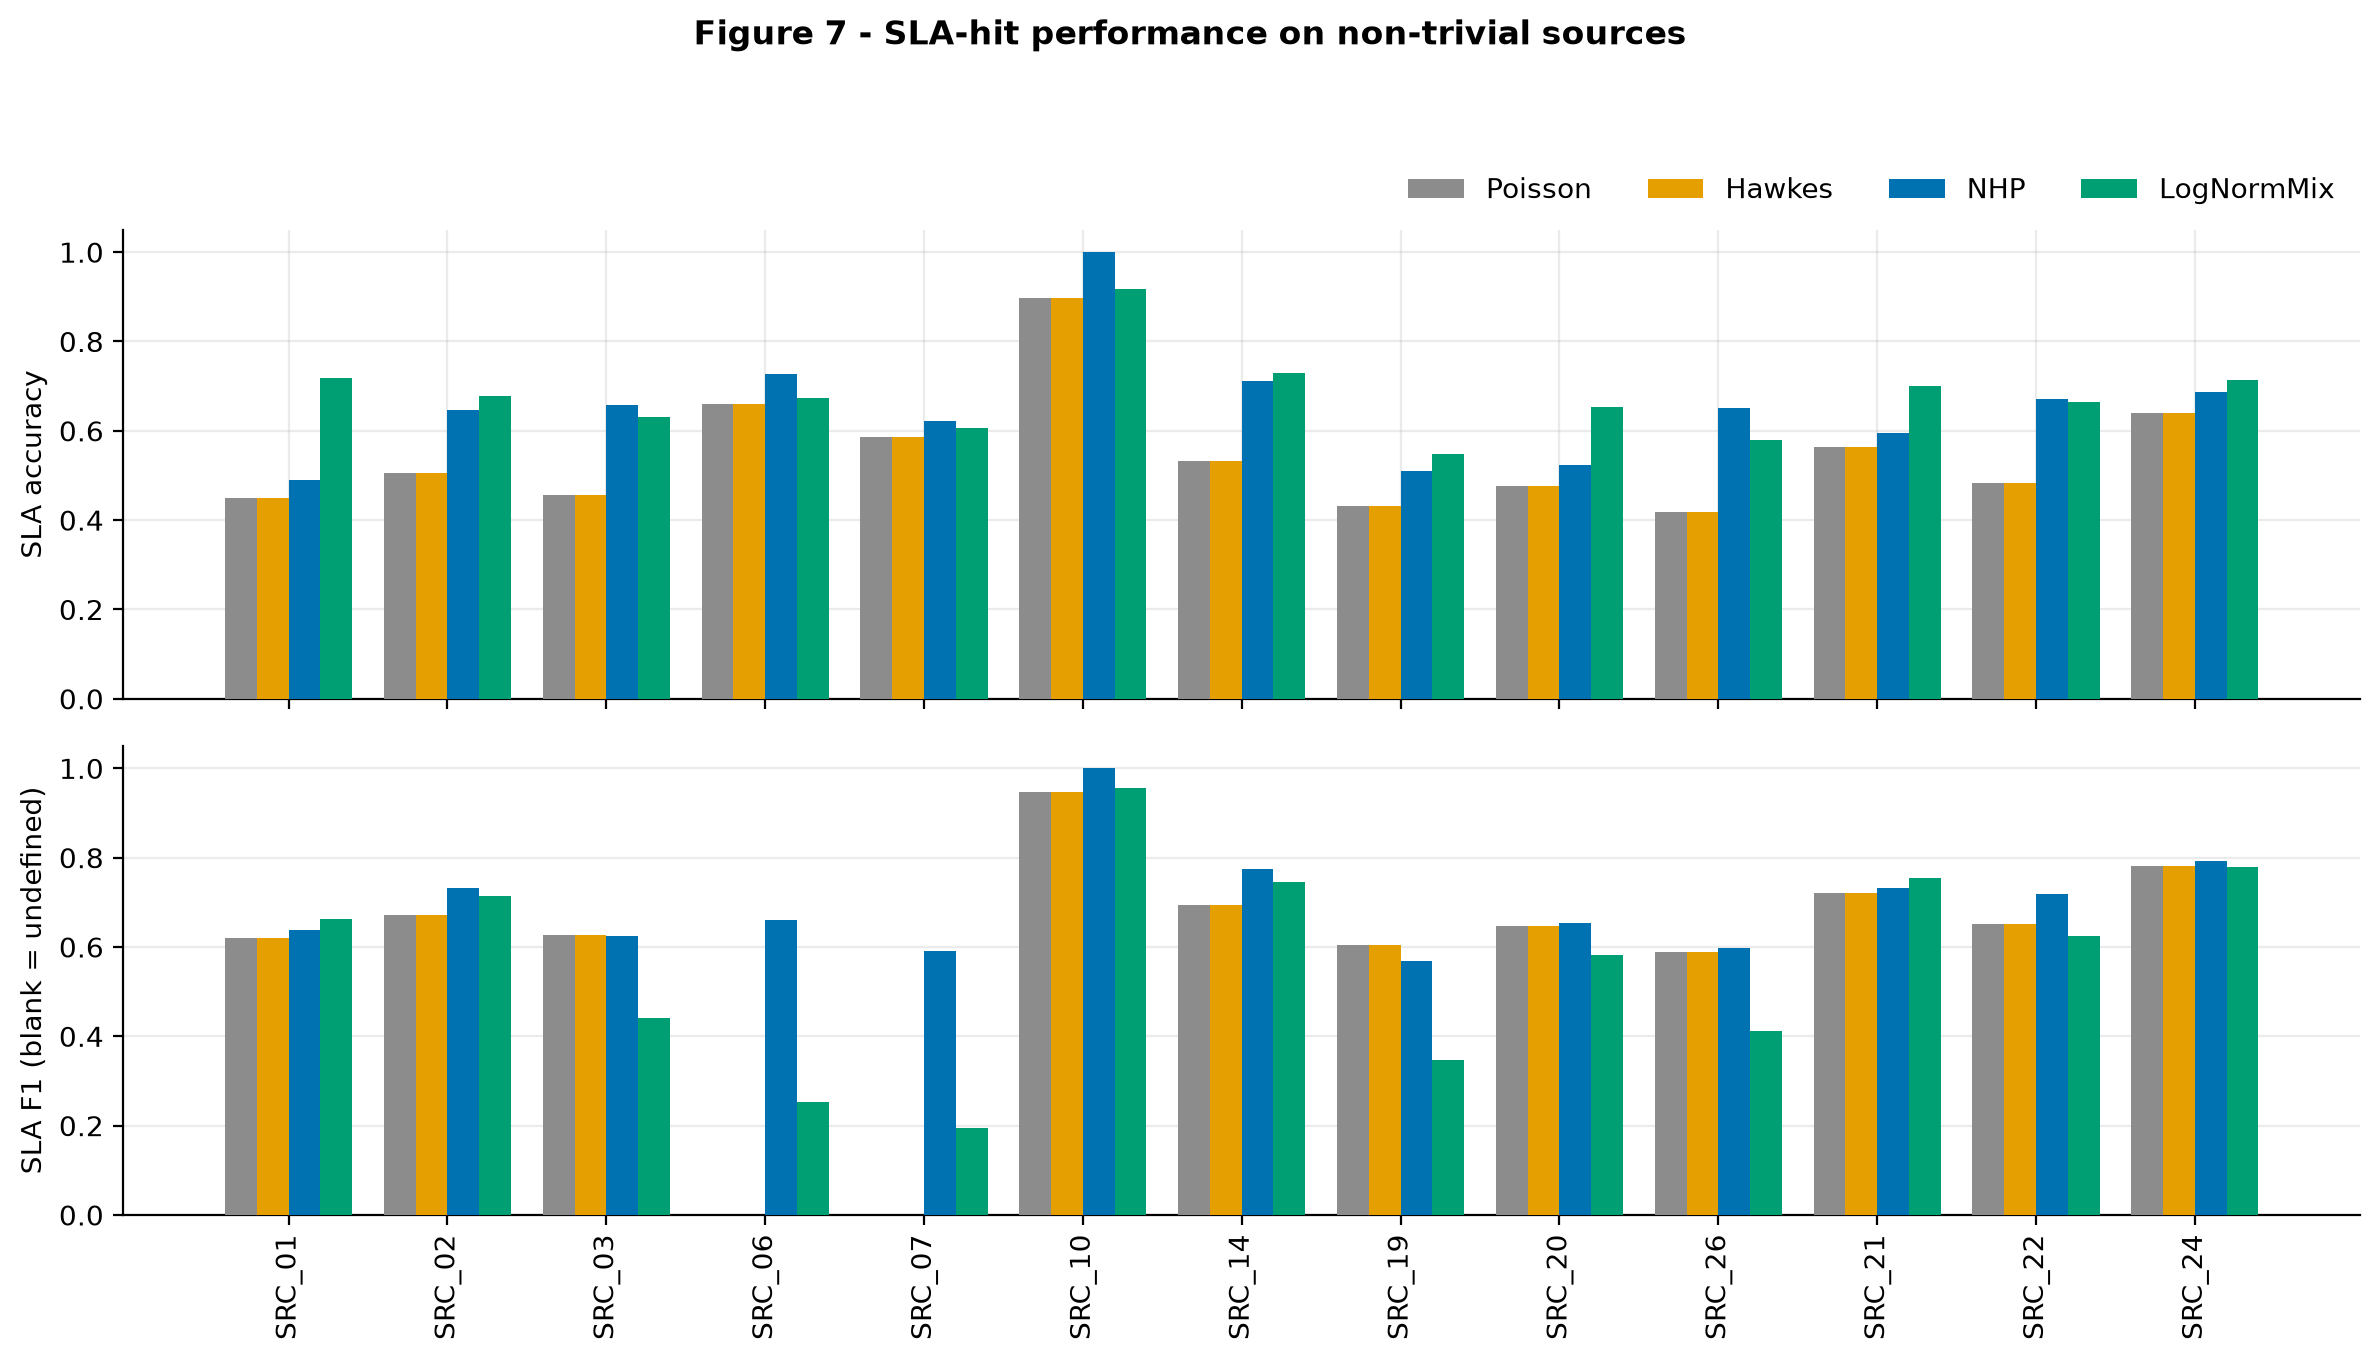 Figure 7 - SLA-hit performance on non-trivial sources
Poisson
Hawkes
NHP
LogNormMix
SLA accuracy
1.0
0.8
0.6
0.4
0.2
0.0
SLA F1 (blank = undefined)
1.0
0.8
0.6
0.4
0.2
0.0
SRC_01
SRC_02
SRC_03
SRC_06
SRC_07
SRC_10
SRC_14
SRC_19
SRC_20
SRC_26
SRC_21
SRC_22
SRC_24